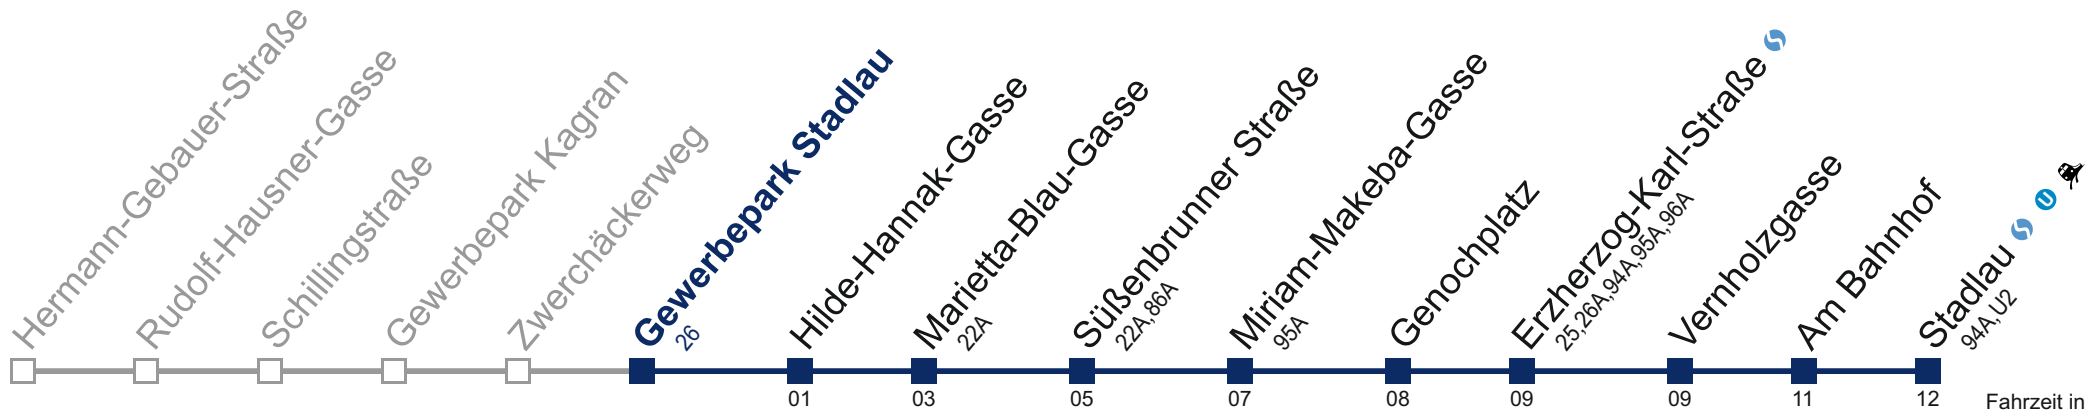 Hermann-Gebauer-Straße
Rudolf-Hausner-Gasse
Schillingstraße
Gewerbepark Kagran
Zwerchäckerweg
Gewerbepark Stadlau
26
Hilde-Hannak-Gasse
Marietta-Blau-Gasse
22A
Süßenbrunner Straße
22A,86A
Miriam-Makeba-Gasse
95A
Genochplatz
Erzherzog-Karl-Straße S
25,26A,94A,95A,96A
Vernholzgasse
Am Bahnhof
Stadlau S U
94A,U2
01 03 05 07 08 09 09 11 12 Fahrzeit in